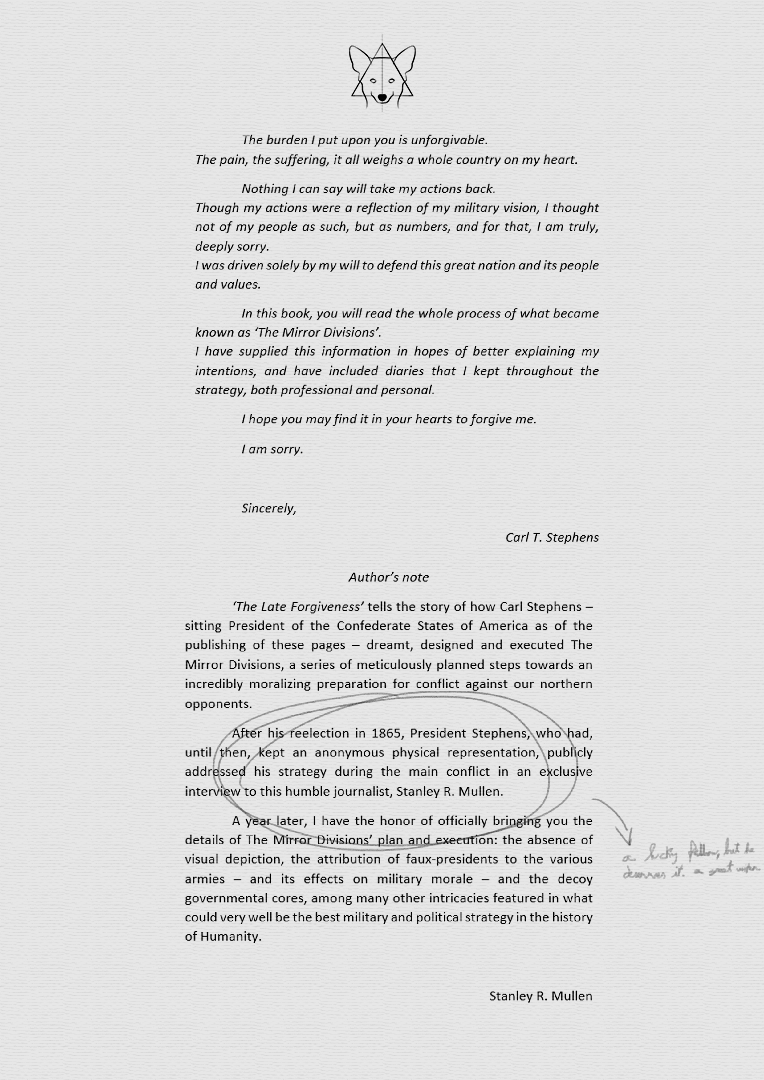 The burden I put upon you is unforgivable.
The pain, the suffering, it all weighs a whole country on my heart.
Nothing I can say will take my actions back.
Though my actions were a reflection of my military vision, I thought
not of my people as such, but as numbers, and for that, I am truly,
deeply sorry.
I was driven solely by my will to defend this great nation and its people
and values.
In this book, you will read the whole process of what became
known as ‘The Mirror Divisions’.
I have supplied this information in hopes of better explaining my
intentions, and have included diaries that I kept throughout the
strategy, both professional and personal.
I hope you may find it in your hearts to forgive me.
I am sorry.
Sincerely,
Carl T. Stephens
Author’s note
‘The Late Forgiveness’ tells the story of how Carl Stephens –
sitting President of the Confederate States of America as of the
publishing of these pages – dreamt, designed and executed The
Mirror Divisions, a series of meticulously planned steps towards an
incredibly moralizing preparation for conflict against our northern
opponents.
After his reelection in 1865, President Stephens, who had,
until then, kept an anonymous physical representation, publicly
addressed his strategy during the main conflict in an exclusive
interview to this humble journalist, Stanley R. Mullen.
A year later, I have the honor of officially bringing you the
details of The Mirror Divisions’ plan and execution: the absence of
visual depiction, the attribution of faux-presidents to the various
armies – and its effects on military morale – and the decoy
governmental cores, among many other intricacies featured in what
could very well be the best military and political strategy in the history
of Humanity.
a lucky fellow, but he
deserves it. a great
Stanley R. Mullen